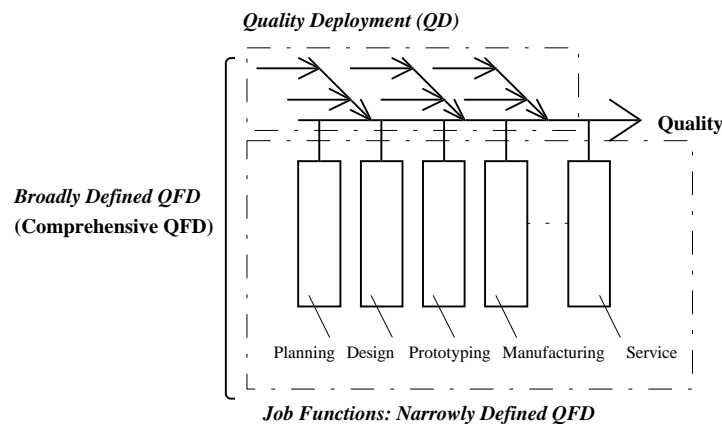 Quality Deployment (QD)
Quality
Broadly Defined QFD
(Comprehensive QFD)
Planning Design Prototyping Manufacturing Service
Job Functions: Narrowly Defined QFD